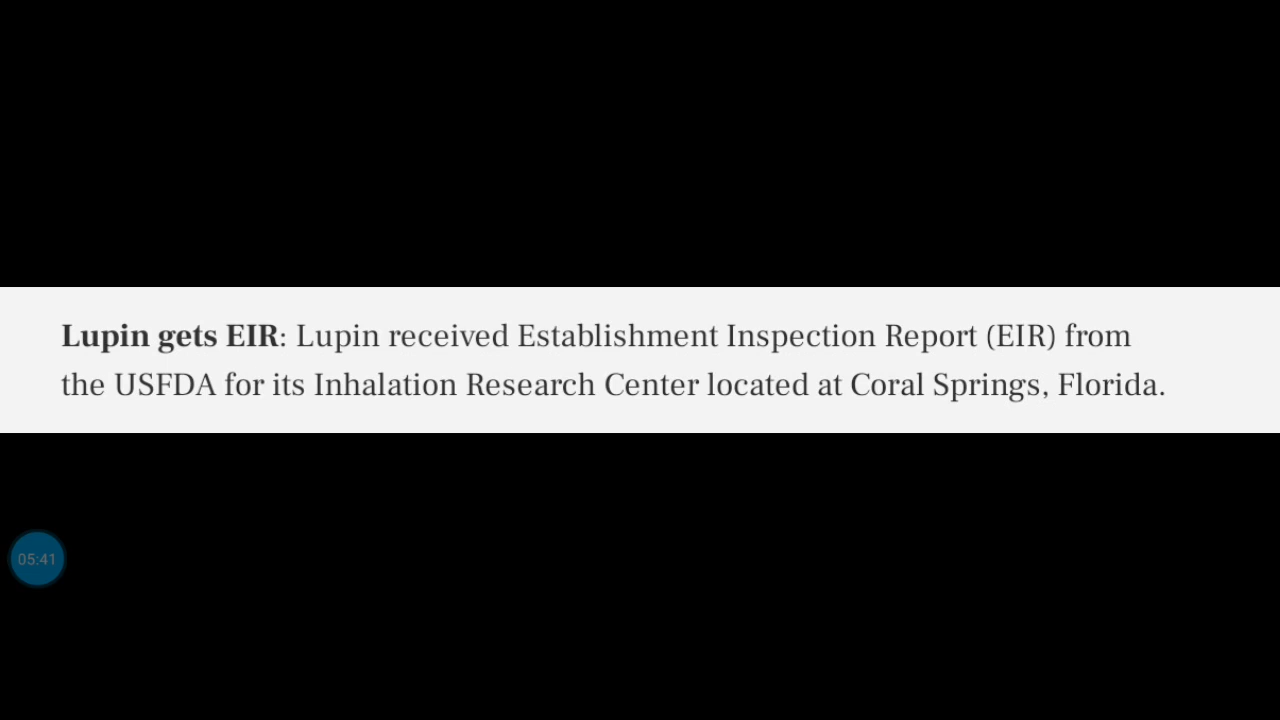 Lupin gets EIR: Lupin received Establishment Inspection Report (EIR) from
the USFDA for its Inhalation Research Center located at Coral Springs, Florida.
05:41